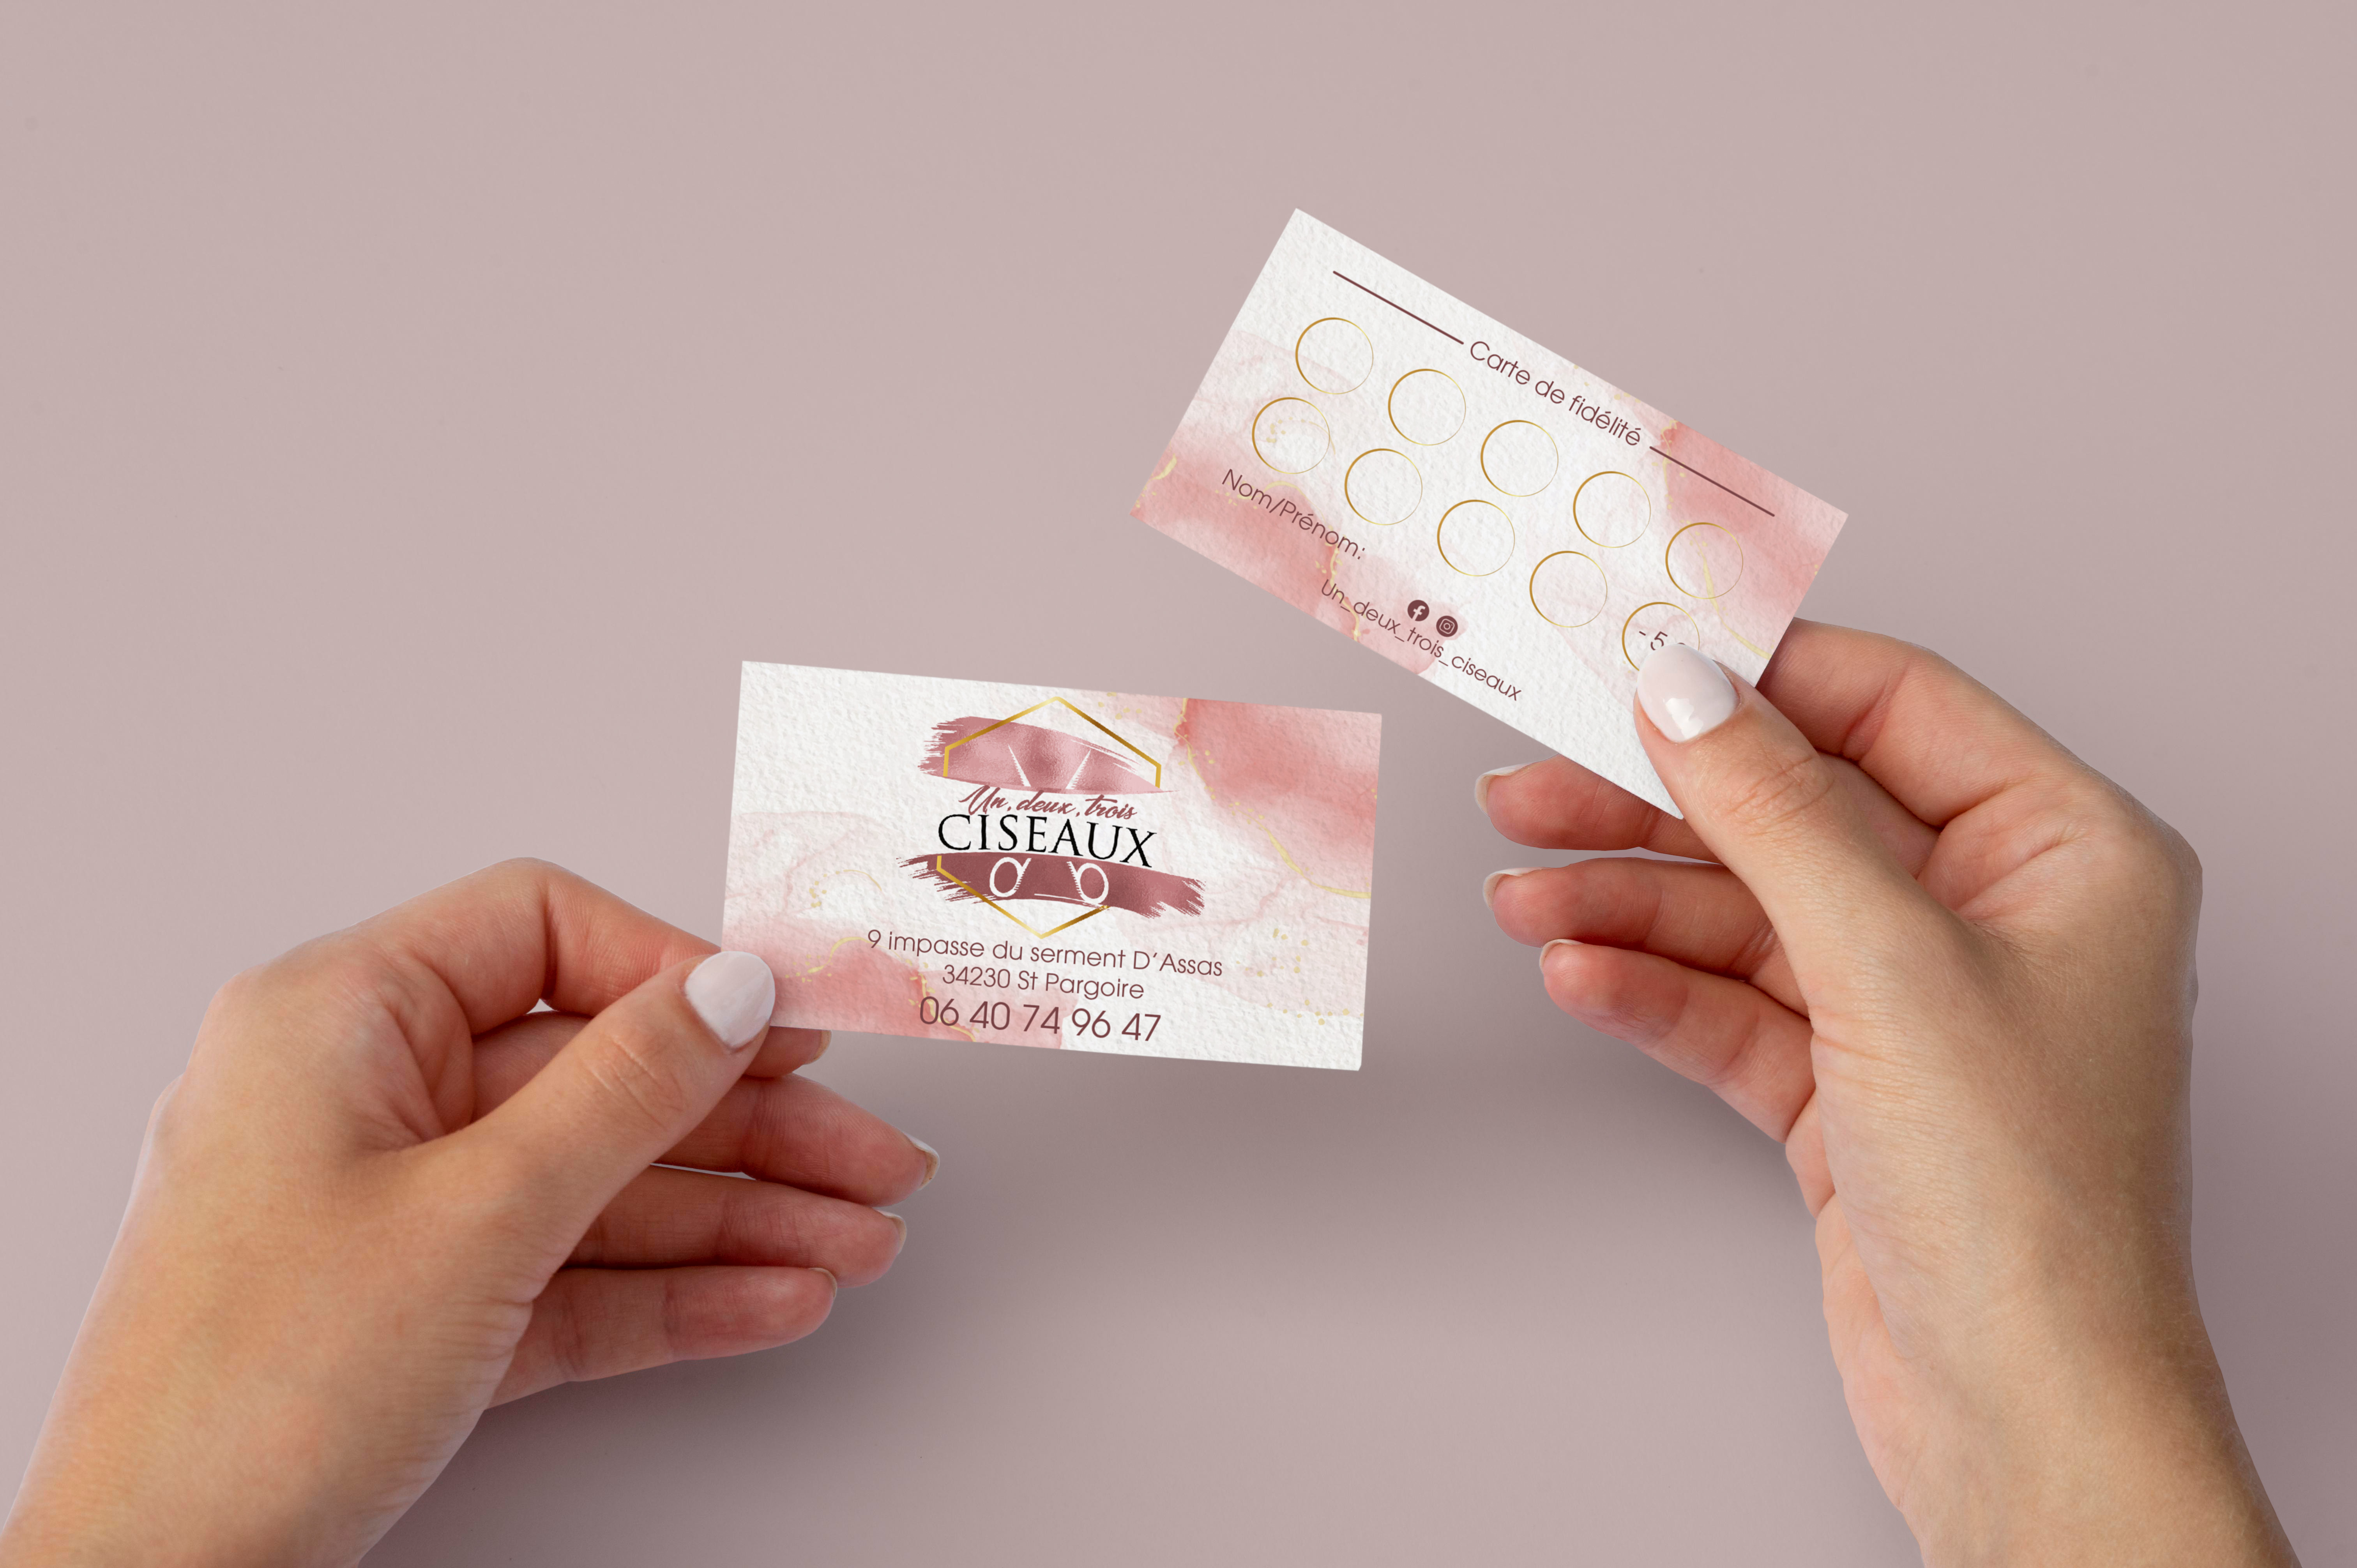 Un, deux, trois
CISEAUX
9 impasse du serment D'Assas
34230 St Pargoire
06 40 74 96 47
Carte de fidélité
- 5
Nom/Prénom:
Un_deux_trois_ciseaux